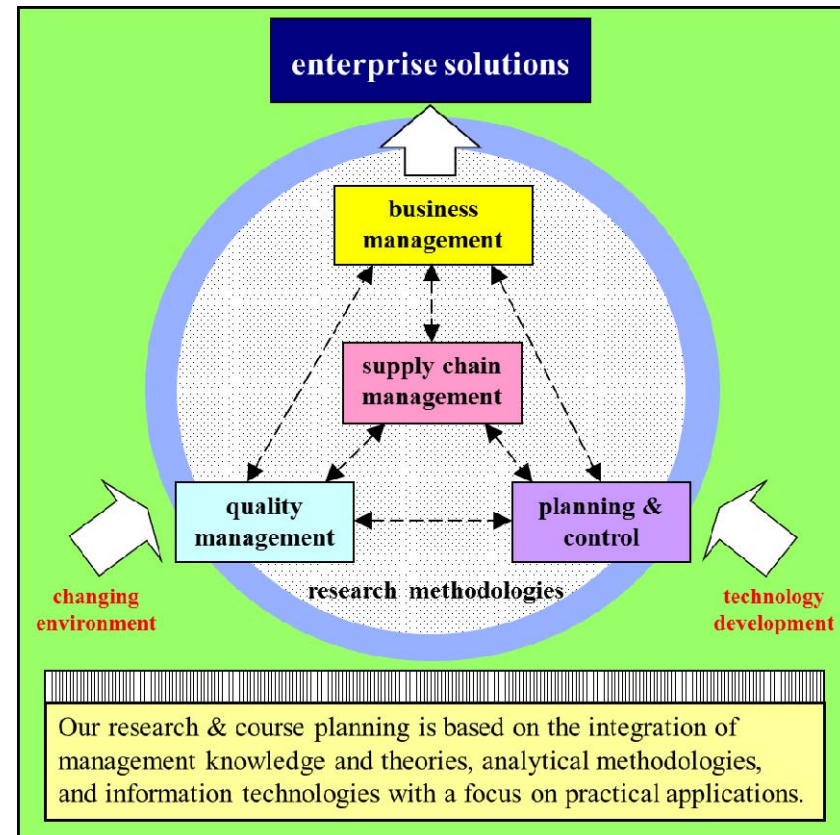 enterprise solutions
business
management
supply chain
management
quality
management
planning &
control
research methodologies
changing
environment
technology
development
Our research & course planning is based on the integration of
management knowledge and theories, analytical methodologies,
and information technologies with a focus on practical applications.